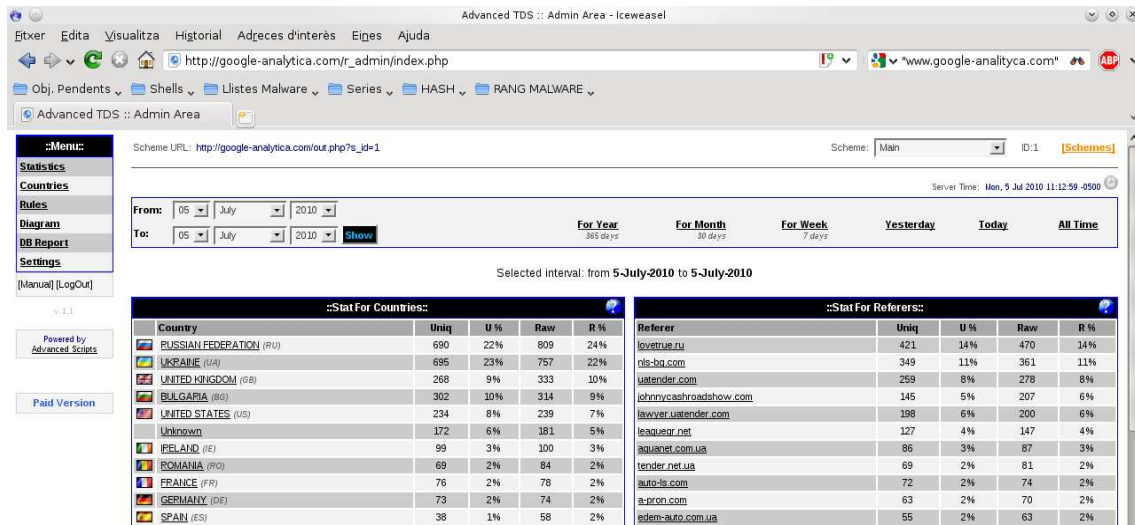 Advanced TDS :: Admin Area - Iceweasel
Fitxer Edita Visualitza Historial Adreces d'interès Eines Ajuda
http://google-analytica.com/r_admin/index.php "www.google-analityca.com" ABP
Obj. Pendents Shells Llistes Malware Series HASH RANG MALWARE
Advanced TDS :: Admin Area
::Menu::
Statistics
Countries
Rules
Diagram
DB Report
Settings
[Manual] [LogOut]
v.1.1
Powered by
Advanced Scripts
Paid Version
Scheme URL: http://google-analytica.com/out.php?s_id=1 Scheme: Main ID:1 [Schemes]
Server Time: Mon, 5 Jul 2010 11:12:59 -0500
From: 05 July 2010
To: 05 July 2010 Show
For Year For Month For Week Yesterday Today All Time
365 days 30 days 7 days
Selected interval: from 5-July-2010 to 5-July-2010
::Stat For Countries::
Country Uniq U % Raw R %
RUSSIAN FEDERATION (RU) 690 22% 809 24%
UKRAINE (UA) 695 23% 757 22%
UNITED KINGDOM (GB) 268 9% 333 10%
BULGARIA (BG) 302 10% 314 9%
UNITED STATES (US) 234 8% 239 7%
Unknown 172 6% 181 5%
IRELAND (IE) 99 3% 100 3%
ROMANIA (RO) 69 2% 84 2%
FRANCE (FR) 76 2% 78 2%
GERMANY (DE) 73 2% 74 2%
SPAIN (ES) 38 1% 58 2%
::Stat For Referers::
Referer Uniq U % Raw R %
lovetrue.ru 421 14% 470 14%
nls-bg.com 349 11% 361 11%
uatender.com 259 8% 278 8%
johnnycashroadshow.com 145 5% 207 6%
lawyer.uatender.com 198 6% 200 6%
leaguegr.net 127 4% 147 4%
aquanet.com.ua 86 3% 87 3%
tender.net.ua 69 2% 81 2%
auto-ls.com 72 2% 74 2%
a-pron.com 63 2% 70 2%
edem-auto.com.ua 55 2% 63 2%